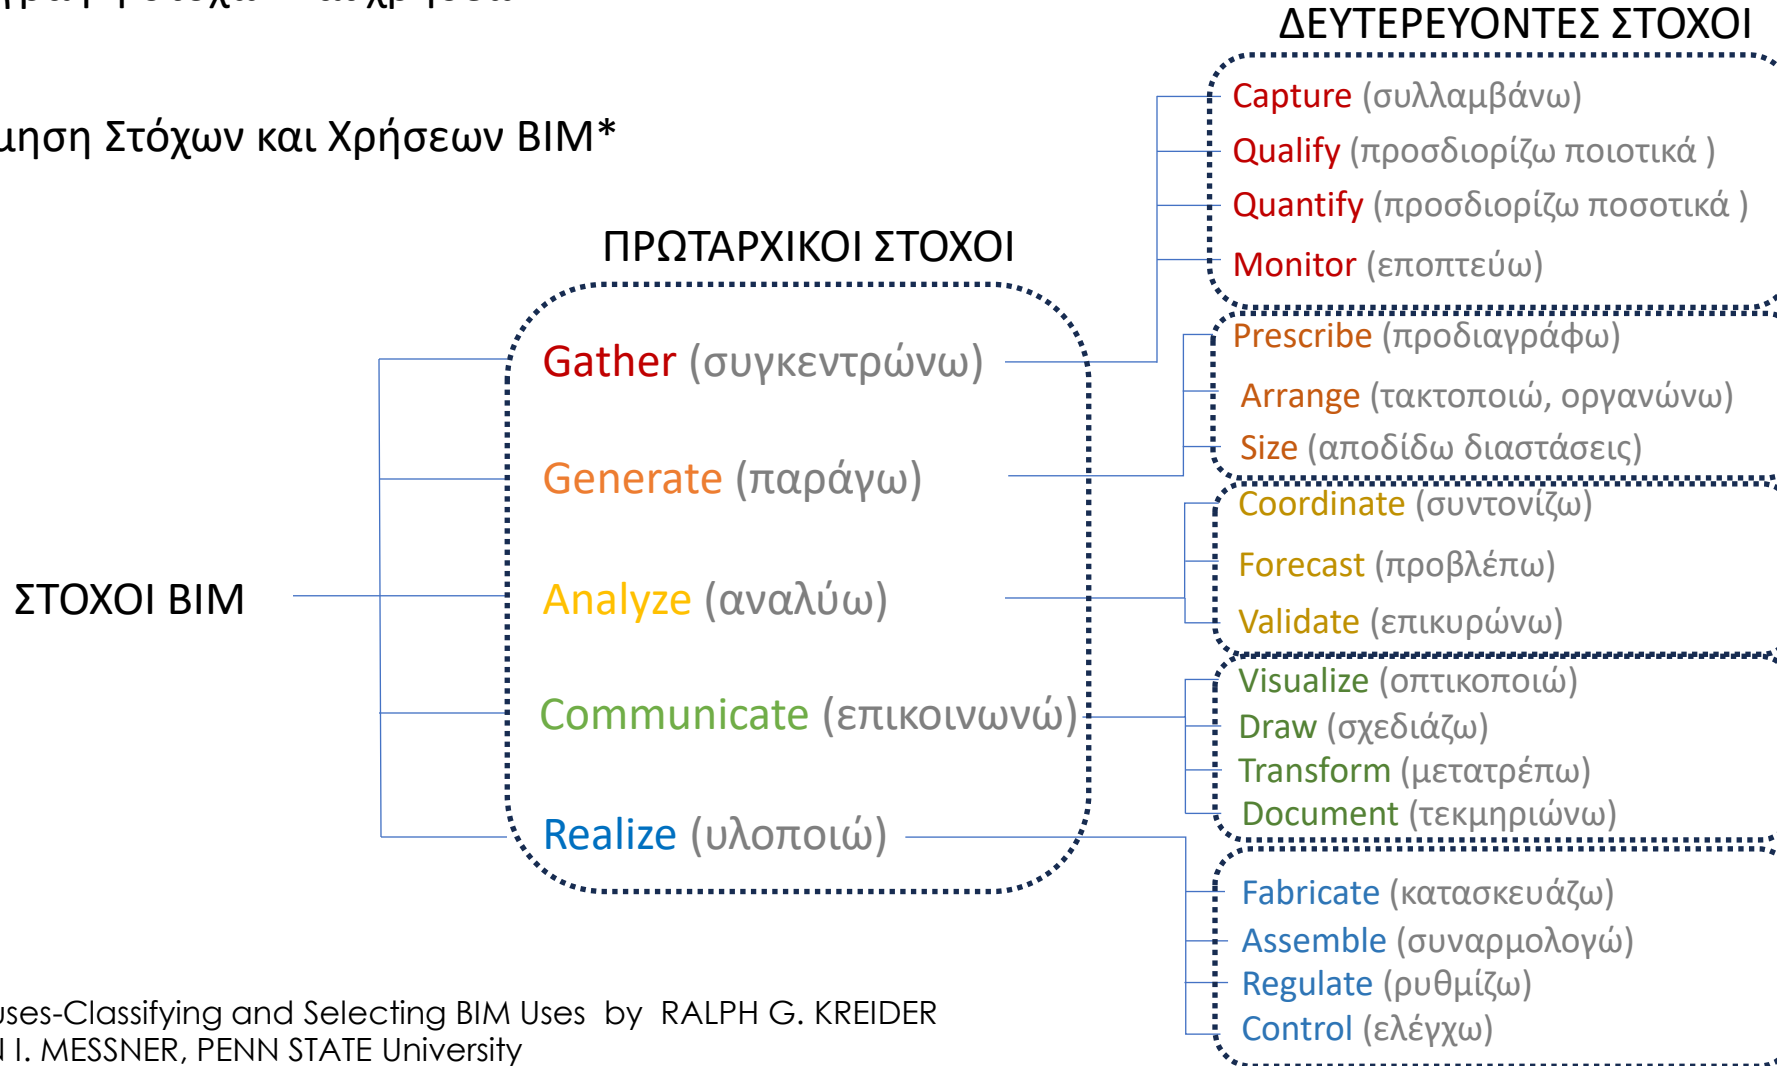 ΔΕΥΤΕΡΕΥΟΝΤΕΣ ΣΤΟΧΟΙ
Capture (συλλαμβάνω)
Στόχων και Χρήσεων BIM*
Qualify (προσδιορίζω ποιοτικά )
Quantify (προσδιορίζω ποσοτικά )
ΠΡΩΤΑΡΧΙΚΟΙ ΣΤΟΧΟΙ
Monitor (εποπτεύω)
Prescribe (προδιαγράφω)
Gather (συγκεντρώνω)
Arrange (τακτοποιώ, οργανώνω)
Size (αποδίδω διαστάσεις)
Generate (παράγω)
Coordinate (συντονίζω)
Forecast (προβλέπω)
ΣΤΟΧΟΙ BIM
Analyze (αναλύω)
Validate (επικυρώνω)
Visualize (οπτικοποιώ)
Communicate (επικοινωνώ)
Draw (σχεδιάζω)
Transform (μετατρέπω)
Document (τεκμηριώνω)
Realize (υλοποιώ)
Fabricate (κατασκευάζω)
Assemble (συναρμολογώ)
Regulate (ρυθμίζω)
Control (ελέγχω)
uses-Classifying and Selecting BIM Uses by RALPH G. KREIDER
I. MESSNER, PENN STATE University